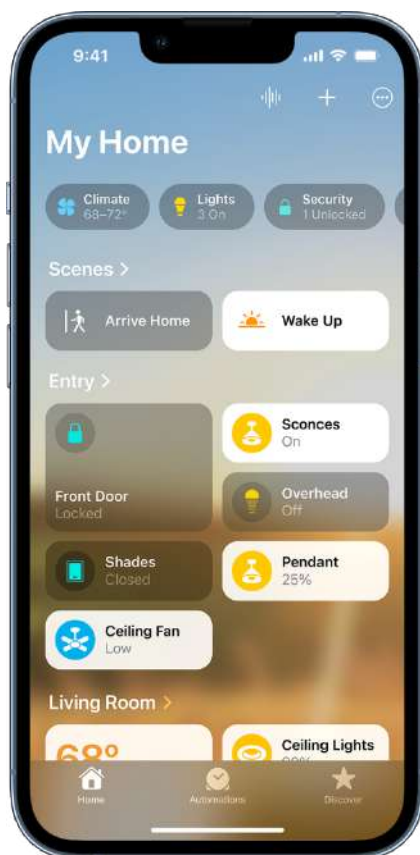 9:41
My Home
Climate
68–72°
Lights
3 On
Security
1 Unlocked
Scenes >
Arrive Home
Wake Up
Entry >
Front Door
Locked
Sconces
On
Overhead
Off
Shades
Closed
Pendant
25%
Ceiling Fan
Low
Living Room >
68°
Ceiling Lights
Home
Automations
Discover